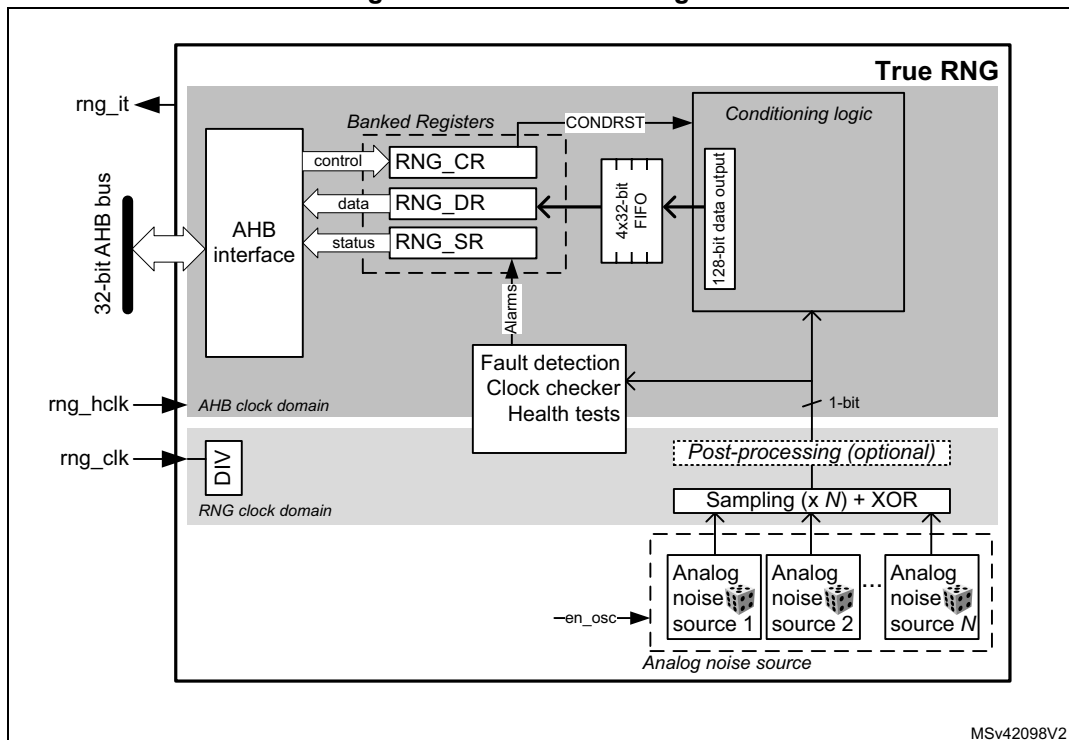 True RNG
rng_it
Banked Registers
CONDRST
Conditioning logic
control
RNG_CR
data
RNG_DR
status
RNG_SR
4x32-bit
FIFO
128-bit data output
32-bit AHB bus
AHB
interface
Alarms
Fault detection
Clock checker
Health tests
rng_hclk
AHB clock domain
1-bit
rng_clk
DIV
Post-processing (optional)
Sampling (x N) + XOR
RNG clock domain
Analog
noise
source 1
Analog
noise
source 2
...
Analog
noise
source N
en_osc
Analog noise source
MSv42098V2